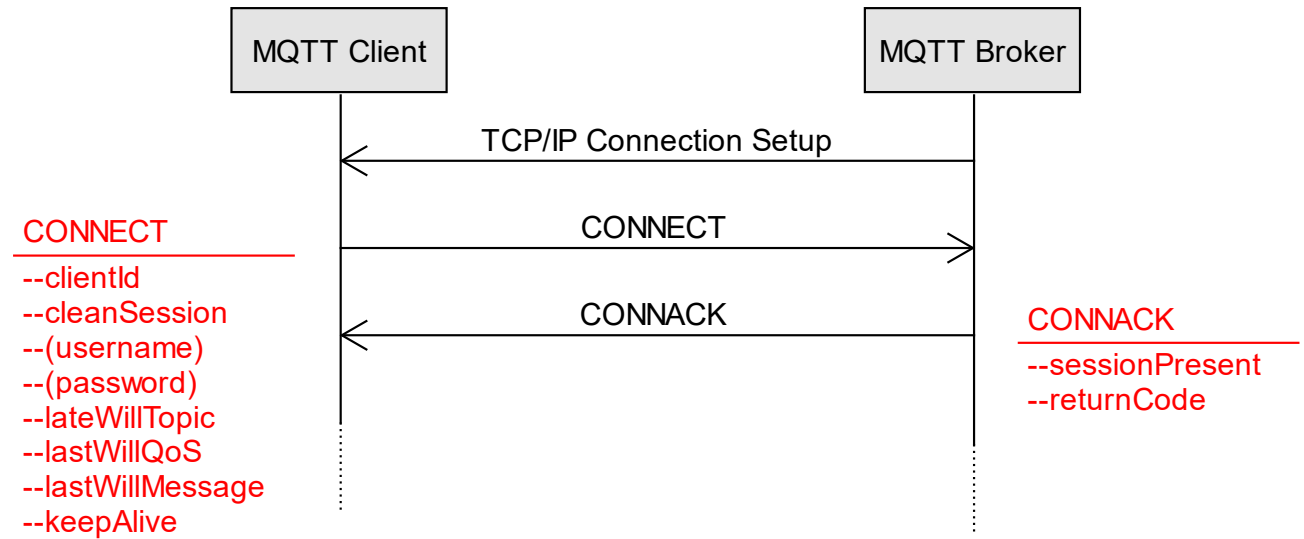 MQTT Client
MQTT Broker
TCP/IP Connection Setup
CONNECT
CONNACK
CONNECT
--clientId
--cleanSession
--(username)
--(password)
--lateWillTopic
--lastWillQoS
--lastWillMessage
--keepAlive
CONNACK
--sessionPresent
--returnCode